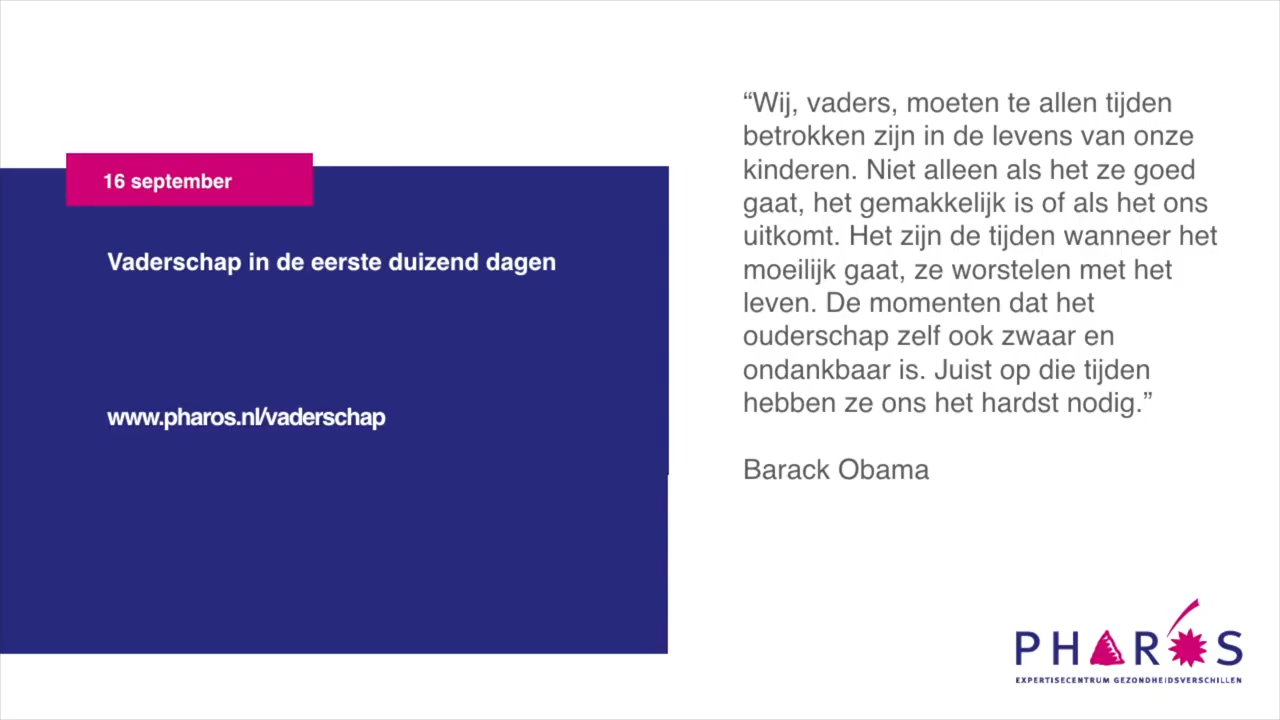 16 september
Vaderschap in de eerste duizend dagen
www.pharos.nl/vaderschap
“Wij, vaders, moeten te allen tijden
betrokken zijn in de levens van onze
kinderen. Niet alleen als het ze goed
gaat, het gemakkelijk is of als het ons
uitkomt. Het zijn de tijden wanneer het
moeilijk gaat, ze worstelen met het
leven. De momenten dat het
ouderschap zelf ook zwaar en
ondankbaar is. Juist op die tijden
hebben ze ons het hardst nodig.”
Barack Obama
PHAROS
EXPERTISECENTRUM GEZONDHEIDSVERSCHILLEN